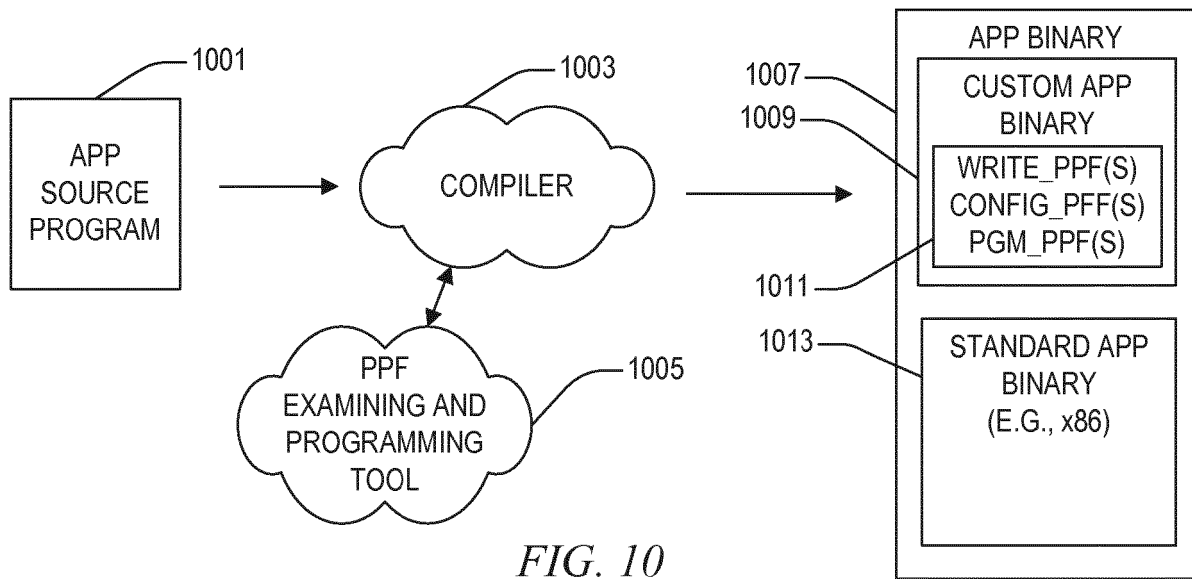 1001
APP
SOURCE
PROGRAM
1003
COMPILER
PPF
EXAMINING AND
PROGRAMMING
TOOL
1005
1007
APP BINARY
1009
CUSTOM APP
BINARY
WRITE_PPF(S)
CONFIG_PFF(S)
PGM_PPF(S)
1011
1013
STANDARD APP
BINARY
(E.G., x86)
FIG. 10